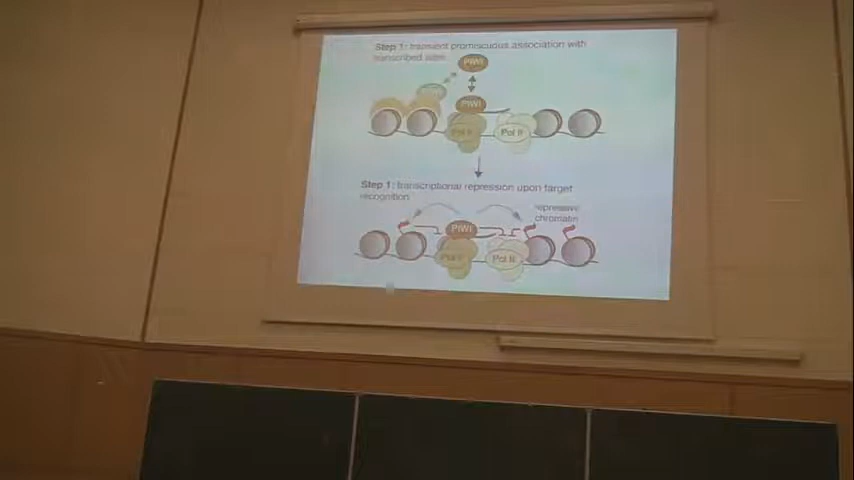 Step 1: transient promiscuous association with
transcribed sites
PIWI
PIWI
Pol II
Pol II
Step 1: transcriptional repression upon target
recognition
repressive
chromatin
PIWI
Pol II
Pol II